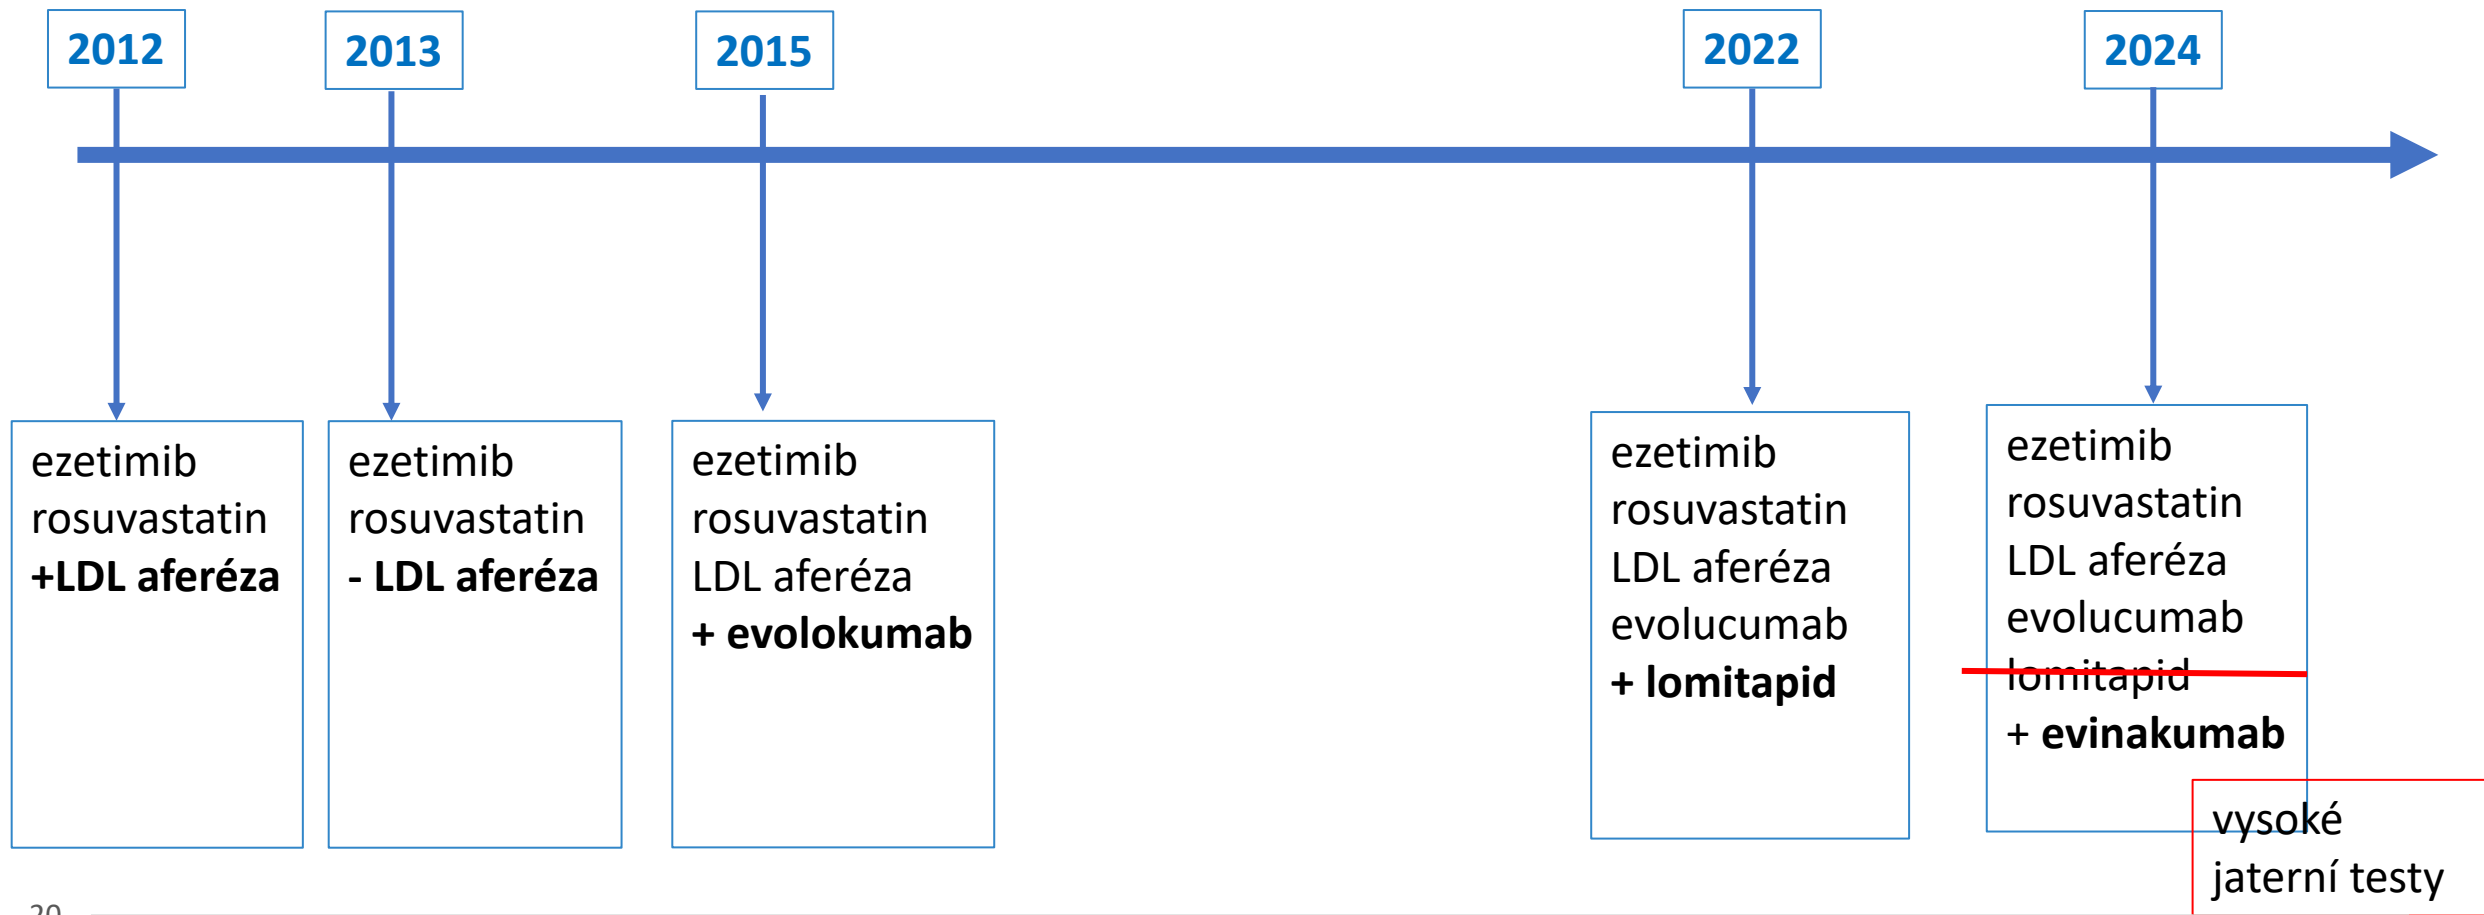 2012
2013
2015
2022
2024
ezetimib
rosuvastatin
+LDL aferéza
ezetimib
rosuvastatin
- LDL aferéza
ezetimib
rosuvastatin
LDL aferéza
+ evolokumab
ezetimib
rosuvastatin
LDL aferéza
evolucumab
+ lomitapid
ezetimib
rosuvastatin
LDL aferéza
evolucumab
lomitapid
+ evinakumab
vysoké
jaterní testy
20